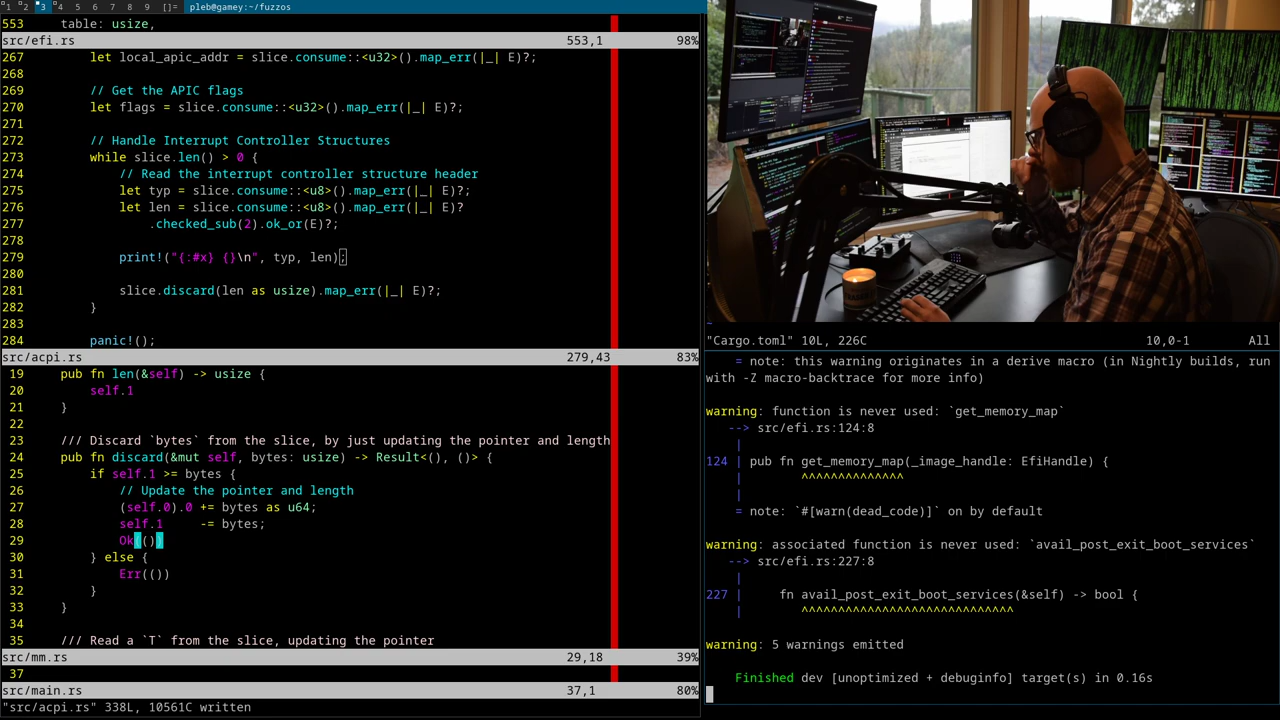 1 2 3 4 5 6 7 8 9 []= pleb@gamey:~/fuzzos
553 table: usize,
src/efi.rs 553,1 98%
267 let local_apic_addr = slice.consume::<u32>().map_err(|_| E)?;
268
269 // Get the APIC flags
270 let flags = slice.consume::<u32>().map_err(|_| E)?;
271
272 // Handle Interrupt Controller Structures
273 while slice.len() > 0 {
274 // Read the interrupt controller structure header
275 let typ = slice.consume::<u8>().map_err(|_| E)?;
276 let len = slice.consume::<u8>().map_err(|_| E)?
277 .checked_sub(2).ok_or(E)?;
278
279 print!("{:#x} {}\n", typ, len);
280
281 slice.discard(len as usize).map_err(|_| E)?;
282 }
283
284 panic!();
src/acpi.rs 279,43 83%
19 pub fn len(&self) -> usize {
20 self.1
21 }
22
23 /// Discard `bytes` from the slice, by just updating the pointer and length
24 pub fn discard(&mut self, bytes: usize) -> Result<(), ()> {
25 if self.1 >= bytes {
26 // Update the pointer and length
27 (self.0).0 += bytes as u64;
28 self.1 -= bytes;
29 Ok(())
30 } else {
31 Err(())
32 }
33 }
34
35 /// Read a `T` from the slice, updating the pointer
src/mm.rs 29,18 39%
37
src/main.rs 37,1 80%
"src/acpi.rs" 338L, 10561C written
~
"Cargo.toml" 10L, 226C 10,0-1 All
= note: this warning originates in a derive macro (in Nightly builds, run
with -Z macro-backtrace for more info)
warning: function is never used: `get_memory_map`
--> src/efi.rs:124:8
|
124 | pub fn get_memory_map(_image_handle: EfiHandle) {
| ^^^^^^^^^^^^^^
|
= note: `#[warn(dead_code)]` on by default
warning: associated function is never used: `avail_post_exit_boot_services`
--> src/efi.rs:227:8
|
227 | fn avail_post_exit_boot_services(&self) -> bool {
| ^^^^^^^^^^^^^^^^^^^^^^^^^^^^^
warning: 5 warnings emitted
Finished dev [unoptimized + debuginfo] target(s) in 0.16s